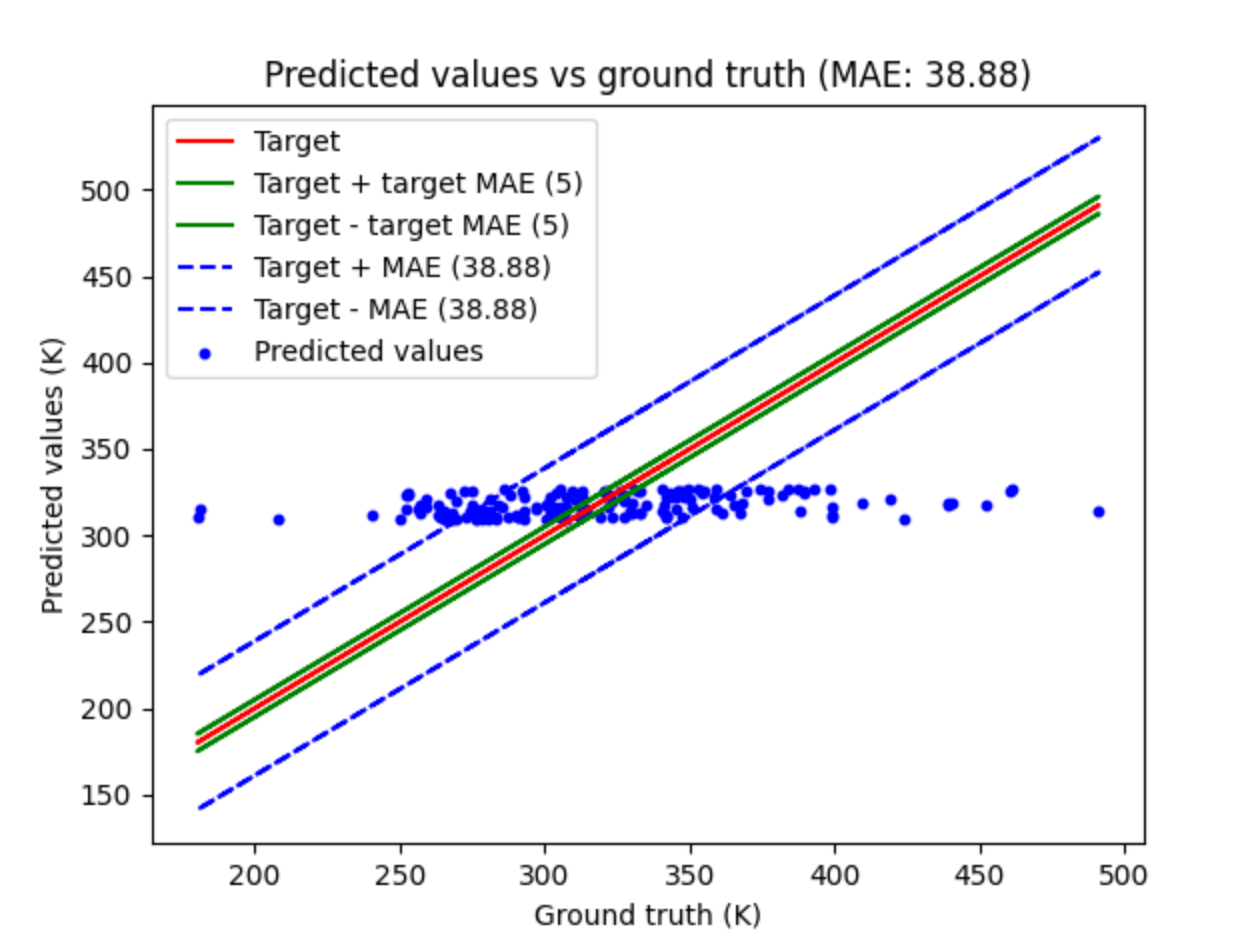 Predicted values vs ground truth (MAE: 38.88)
Target
Target + target MAE (5)
Target - target MAE (5)
Target + MAE (38.88)
Target - MAE (38.88)
Predicted values
Predicted values (K)
500
450
400
350
300
250
200
150
200 250 300 350 400 450 500
Ground truth (K)